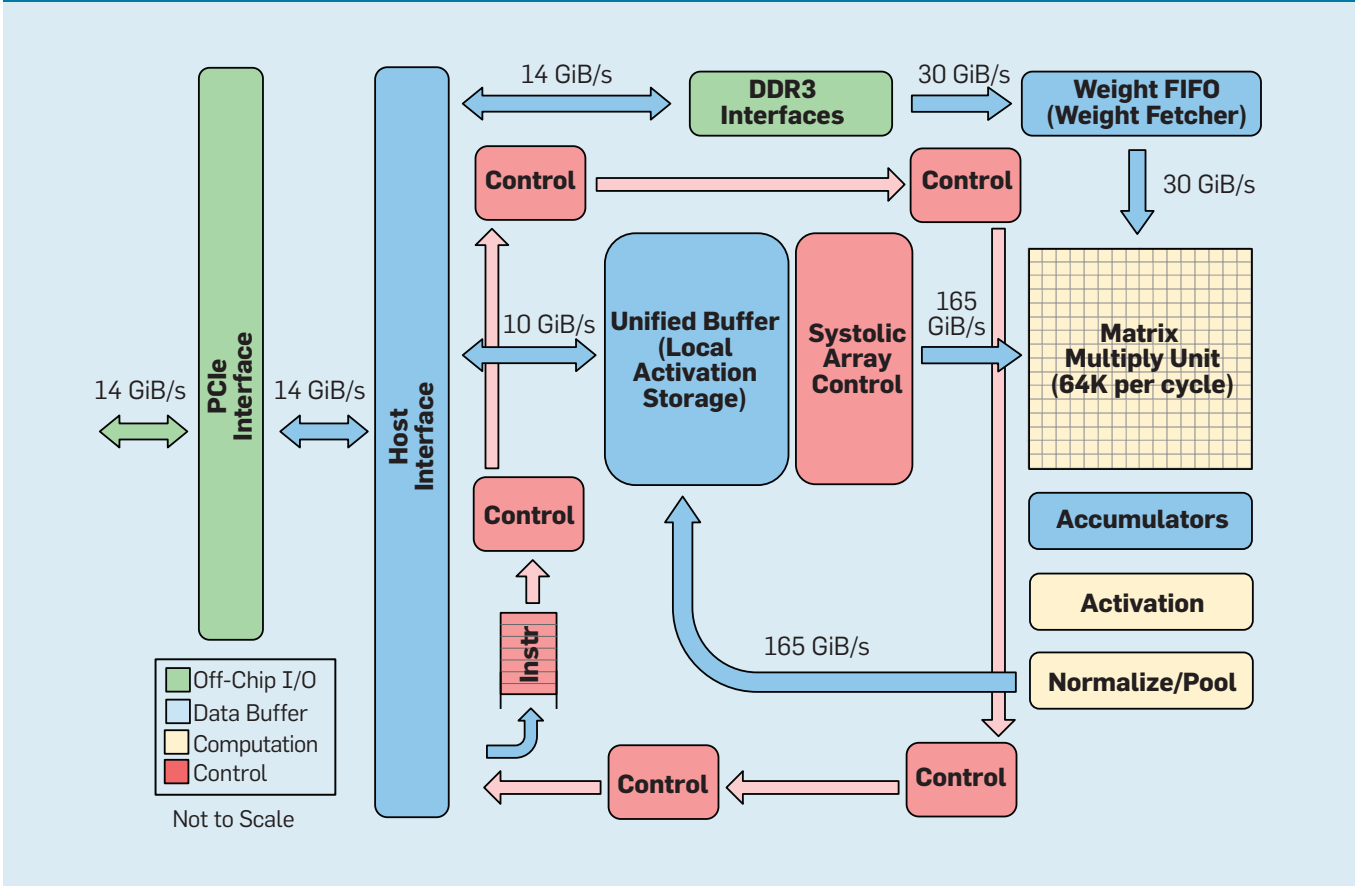 14 GiB/s
DDR3
Interfaces
30 GiB/s
Weight FIFO
(Weight Fetcher)
Control
Control
30 GiB/s
14 GiB/s
PCIe
Interface
14 GiB/s
Host
Interface
10 GiB/s
Unified Buffer
(Local
Activation
Storage)
Systolic
Array
Control
165
GiB/s
Matrix
Multiply Unit
(64K per cycle)
Control
Accumulators
Activation
Instr
165 GiB/s
Normalize/Pool
Off-Chip I/O
Data Buffer
Computation
Control
Not to Scale
Control
Control